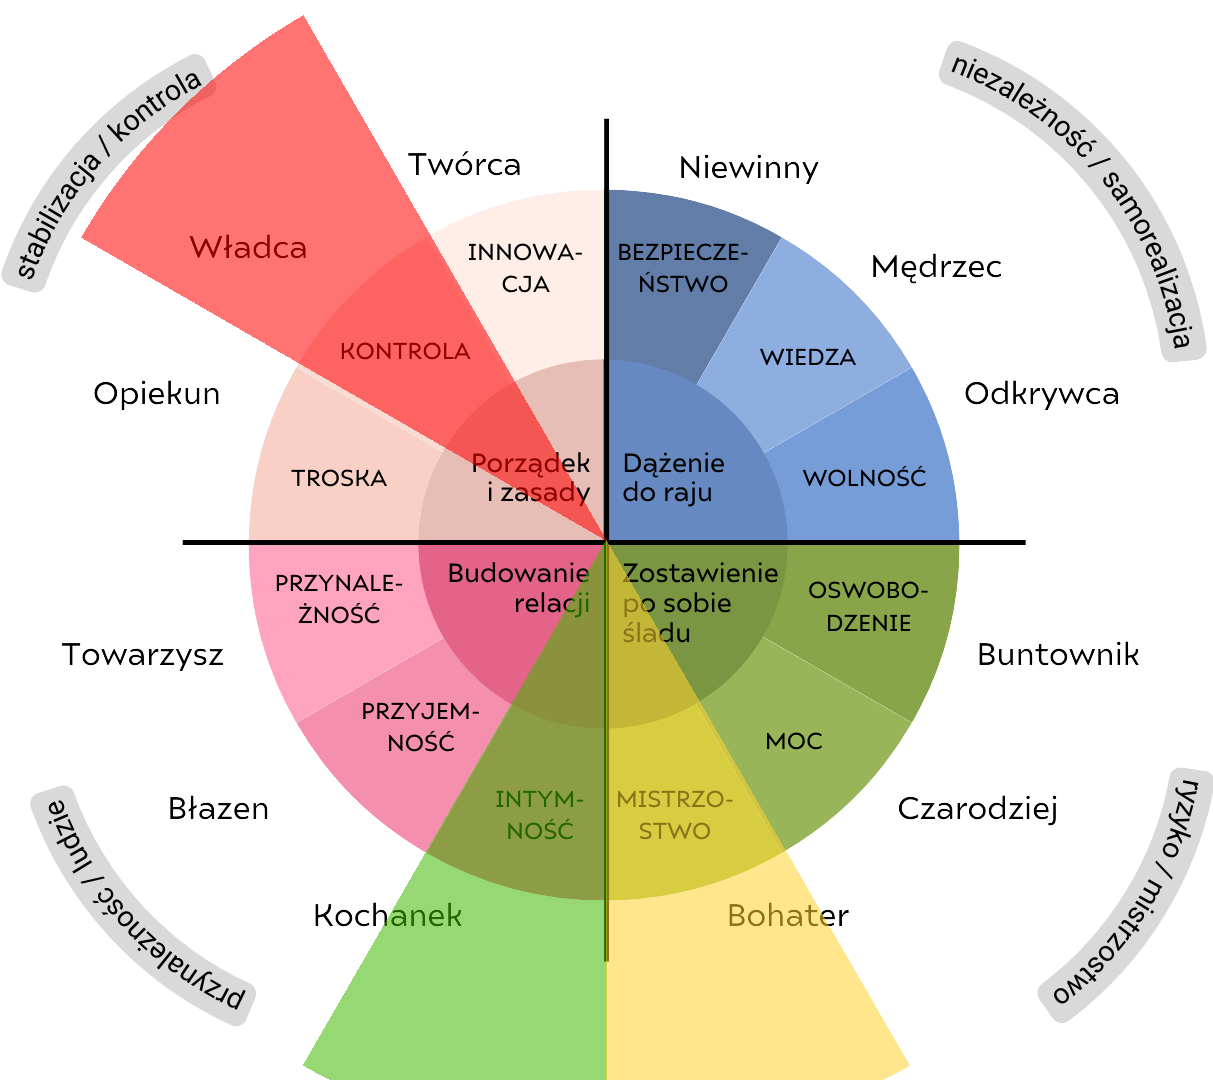 stabilizacja / kontrola
niezależność / samorealizacja
Twórca
Niewinny
Władca
Mędrzec
INNOWA-
CJA
BEZPIECZE-
ŃSTWO
KONTROLA
WIEDZA
Opiekun
Odkrywca
TROSKA
WOLNOŚĆ
Porządek
i zasady
Dążenie
do raju
Budowanie
relacji
Zostawienie
po sobie
śladu
PRZYNALE-
ŻNOŚĆ
OSWOBO-
DZENIE
Towarzysz
Buntownik
PRZYJEM-
NOŚĆ
MOC
INTYM-
NOŚĆ
MISTRZO-
STWO
Błazen
Czarodziej
Kochanek
Bohater
przynależność / ludzie
ryzyko / mistrzostwo